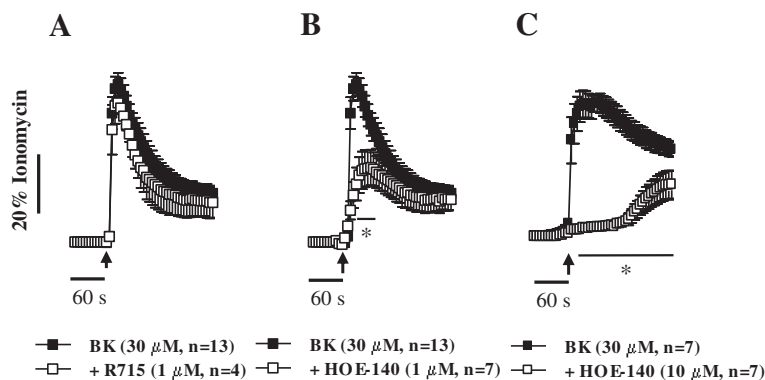 A B C
20% Ionomycin
* *
60 s 60 s 60 s
BK (30 μM, n=13) BK (30 μM, n=13) BK (30 μM, n=7)
+ R715 (1 μM, n=4) + HOE-140 (1 μM, n=7) + HOE-140 (10 μM, n=7)